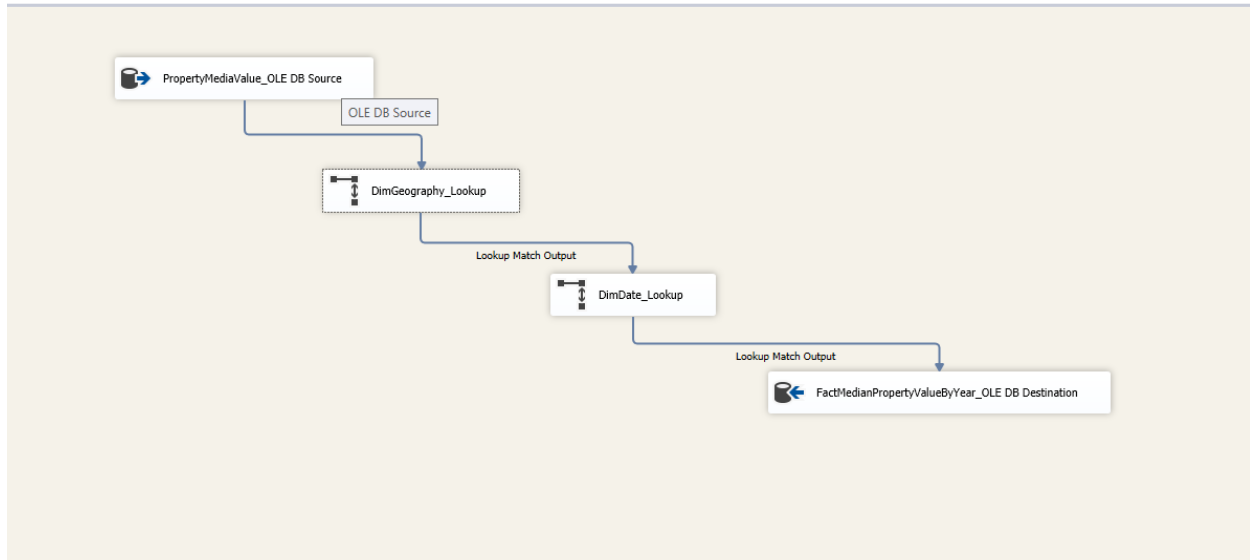 PropertyMediaValue_OLE DB Source
OLE DB Source
DimGeography_Lookup
Lookup Match Output
DimDate_Lookup
Lookup Match Output
FactMedianPropertyValueByYear_OLE DB Destination